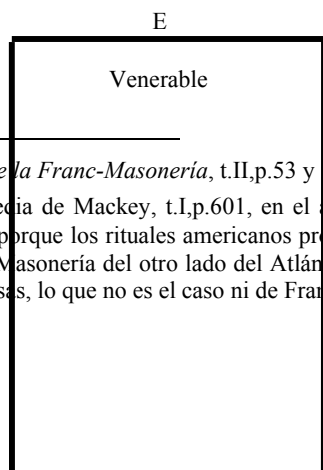 E
Venerable
e la Franc-Masonería, t.II,p.53 y
edia de Mackey, t.I,p.601, en el a
porque los rituales americanos pr
Masonería del otro lado del Atlán
sas, lo que no es el caso ni de Fran